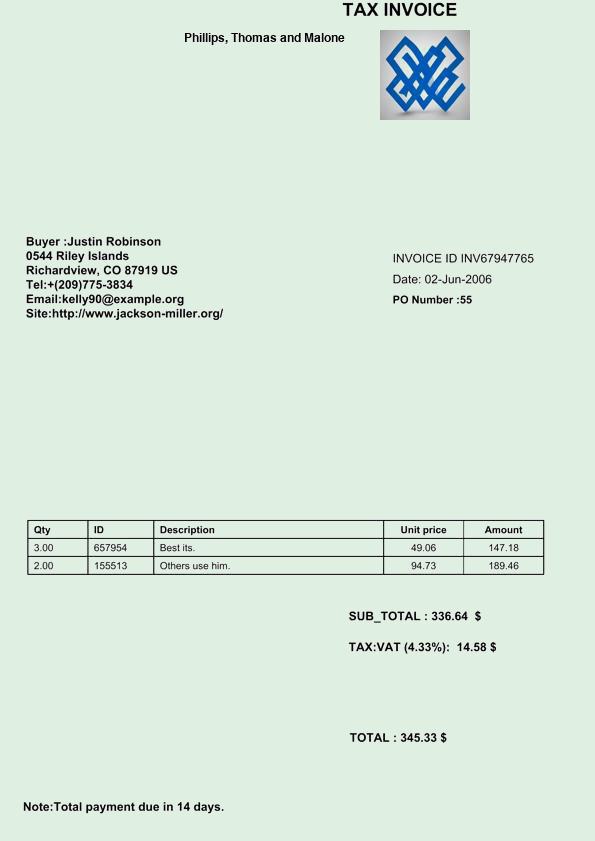 TAX INVOICE
Phillips, Thomas and Malone
Buyer :Justin Robinson
0544 Riley Islands
Richardview, CO 87919 US
Tel:+(209)775-3834
Email:kelly90@example.org
Site:http://www.jackson-miller.org/
INVOICE ID INV67947765
Date: 02-Jun-2006
PO Number :55
Qty ID Description Unit price Amount
3.00 657954 Best its. 49.06 147.18
2.00 155513 Others use him. 94.73 189.46
SUB_TOTAL : 336.64 $
TAX:VAT (4.33%): 14.58 $
TOTAL : 345.33 $
Note:Total payment due in 14 days.